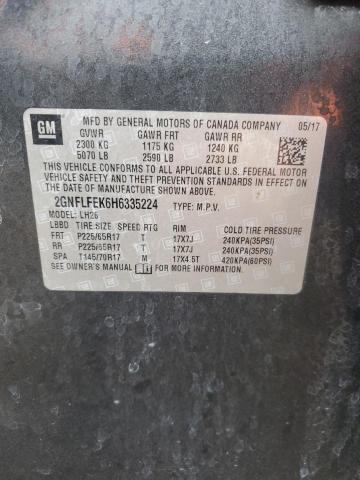 GM
MFD BY GENERAL MOTORS OF CANADA COMPANY 05/17
GVWR GAWR FRT GAWR RR
2300 KG 1175 KG 1240 KG
5070 LB 2590 LB 2733 LB
THIS VEHICLE CONFORMS TO ALL APPLICABLE U.S. FEDERAL MOTOR
VEHICLE SAFETY, BUMPER, AND THEFT PREVENTION STANDARDS IN
EFFECT ON THE DATE OF MANUFACTURE SHOWN ABOVE.
2GNFLFEK6H6335224 TYPE: M.P.V.
MODEL: LH26
LBBD TIRE SIZE SPEED RTG RIM COLD TIRE PRESSURE
FRT P225/65R17 T 17X7J 240KPA(35PSI)
RR P225/65R17 T 17X7J 240KPA(35PSI)
SPA T145/70R17 M 17X4.5T 420KPA(60PSI)
SEE OWNER'S MANUAL FOR MORE INFORMATION.